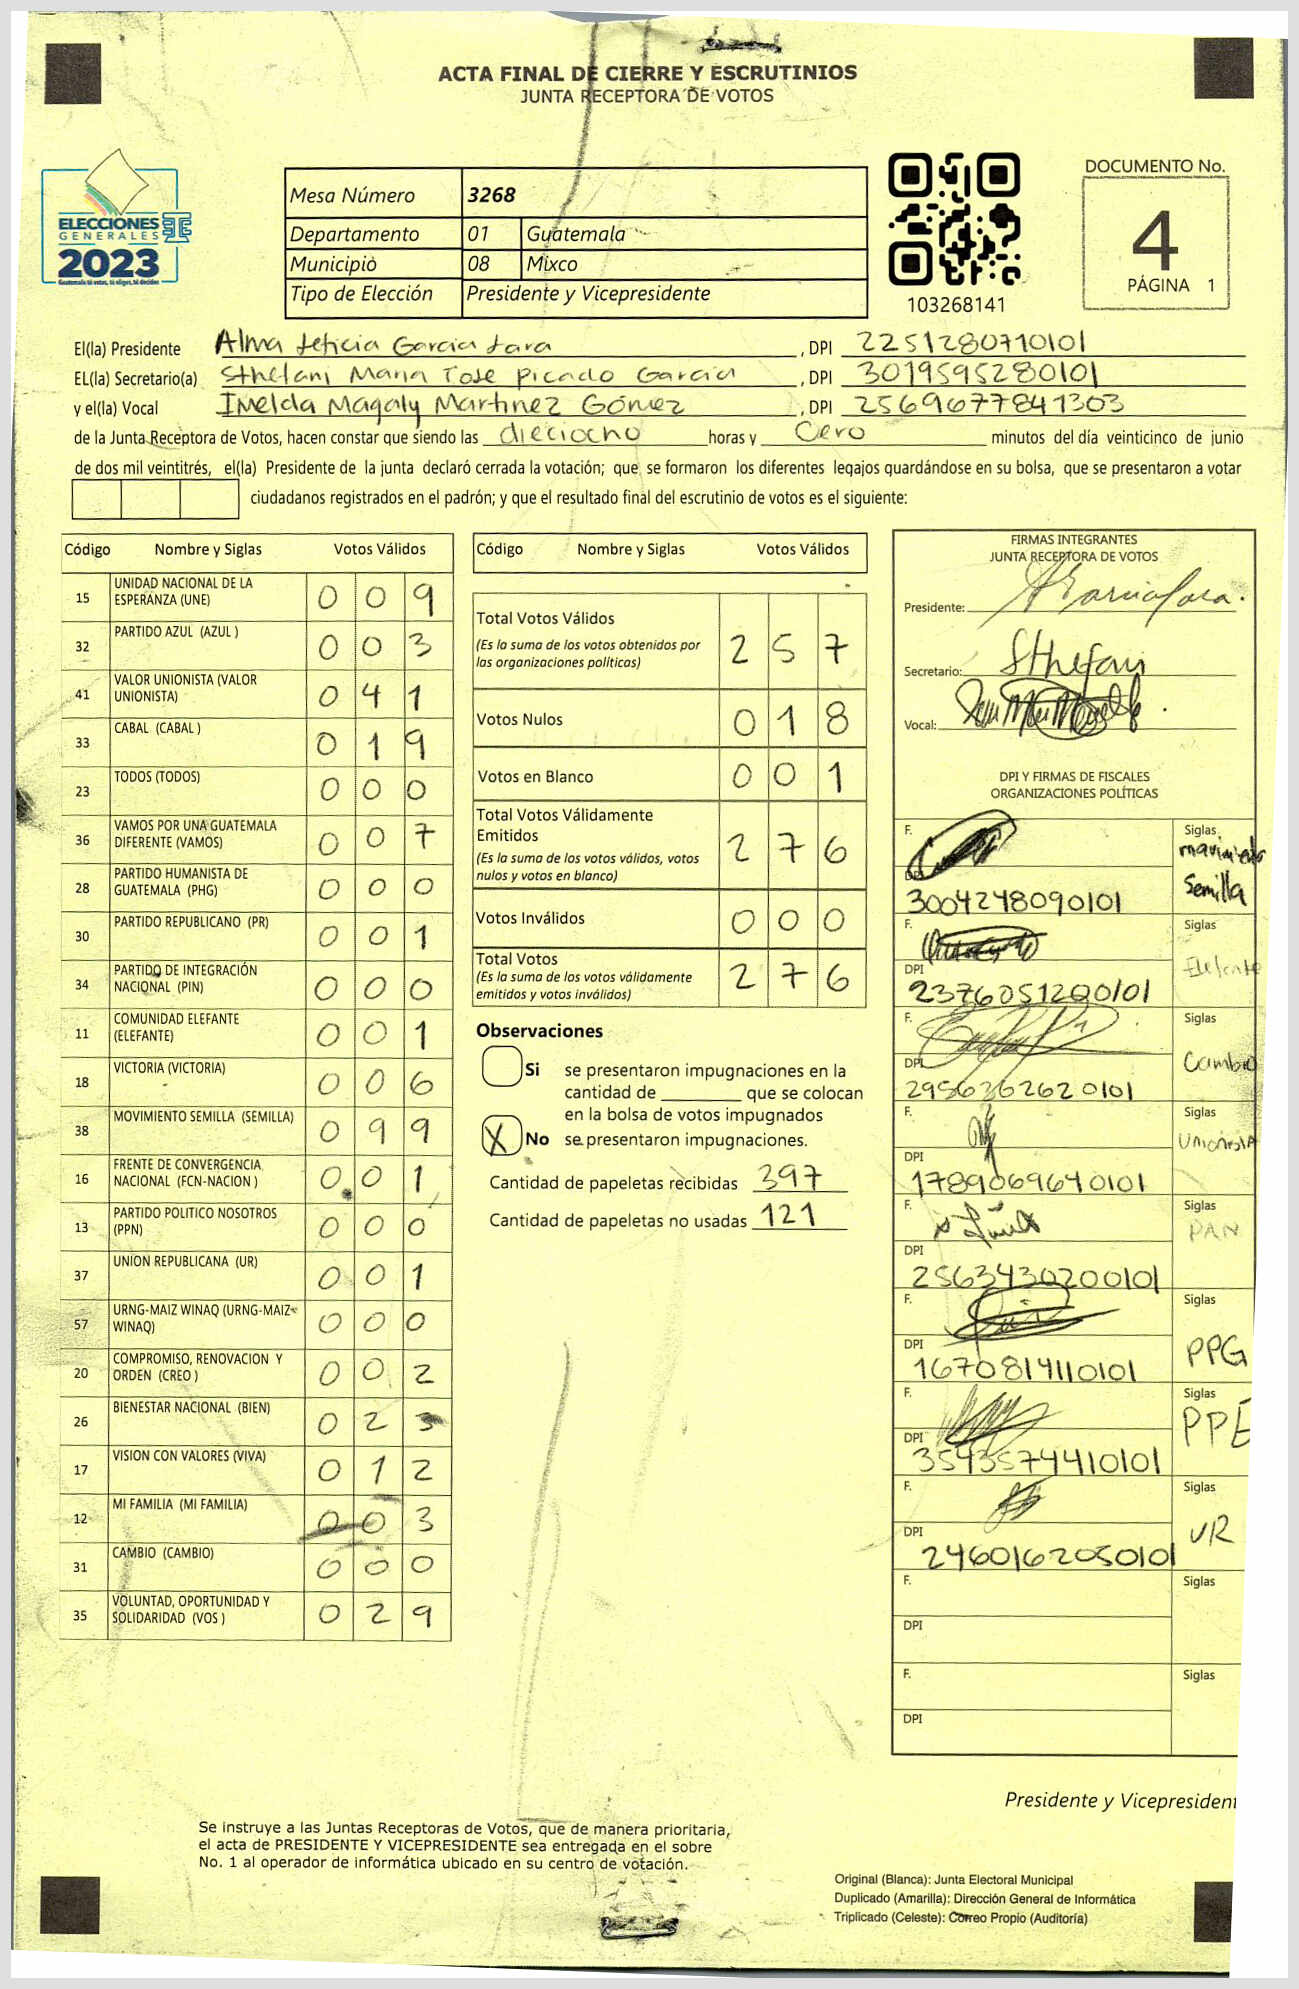 ACTA FINAL DE CIERRE Y ESCRUTINIOS
JUNTA RECEPTORA DE VOTOS
ELECCIONES
GENERALES
2023
Guatemala tú votas, tú eliges, tú decides
TSE
Mesa Número 3268
Departamento 01 Guatemala
Municipio 08 Mixco
Tipo de Elección Presidente y Vicepresidente
103268141
DOCUMENTO No.
4
PÁGINA 1
El(la) Presidente Alma Leticia Garcia Lara , DPI 2251280710101
EL(la) Secretario(a) Sthefani Maria Jose Picado Garcia , DPI 3019595280101
y el(la) Vocal Imelda Magaly Martinez Gómez , DPI 2569677841303
de la Junta Receptora de Votos, hacen constar que siendo las dieciocho horas y Cero minutos del día veinticinco de junio
de dos mil veintitrés, el(la) Presidente de la junta declaró cerrada la votación; que se formaron los diferentes legajos guardándose en su bolsa, que se presentaron a votar
ciudadanos registrados en el padrón; y que el resultado final del escrutinio de votos es el siguiente:
Código Nombre y Siglas Votos Válidos
15 UNIDAD NACIONAL DE LA ESPERANZA (UNE) 0 0 9
32 PARTIDO AZUL (AZUL ) 0 0 3
41 VALOR UNIONISTA (VALOR UNIONISTA) 0 4 1
33 CABAL (CABAL ) 0 1 9
23 TODOS (TODOS) 0 0 0
36 VAMOS POR UNA GUATEMALA DIFERENTE (VAMOS) 0 0 7
28 PARTIDO HUMANISTA DE GUATEMALA (PHG) 0 0 0
30 PARTIDO REPUBLICANO (PR) 0 0 1
34 PARTIDO DE INTEGRACIÓN NACIONAL (PIN) 0 0 0
11 COMUNIDAD ELEFANTE (ELEFANTE) 0 0 1
18 VICTORIA (VICTORIA) 0 0 6
38 MOVIMIENTO SEMILLA (SEMILLA) 0 9 9
16 FRENTE DE CONVERGENCIA NACIONAL (FCN-NACION ) 0 0 1
13 PARTIDO POLITICO NOSOTROS (PPN) 0 0 0
37 UNION REPUBLICANA (UR) 0 0 1
57 URNG-MAIZ WINAQ (URNG-MAIZ-WINAQ) 0 0 0
20 COMPROMISO, RENOVACION Y ORDEN (CREO ) 0 0 2
26 BIENESTAR NACIONAL (BIEN) 0 2 3
17 VISION CON VALORES (VIVA) 0 1 2
12 MI FAMILIA (MI FAMILIA) 0 0 3
31 CAMBIO (CAMBIO) 0 0 0
35 VOLUNTAD, OPORTUNIDAD Y SOLIDARIDAD (VOS ) 0 2 9
Código Nombre y Siglas Votos Válidos
Total Votos Válidos 2 5 7
(Es la suma de los votos obtenidos por
las organizaciones políticas)
Votos Nulos 0 1 8
Votos en Blanco 0 0 1
Total Votos Válidamente
Emitidos 2 7 6
(Es la suma de los votos válidos, votos
nulos y votos en blanco)
Votos Inválidos 0 0 0
Total Votos 2 7 6
(Es la suma de los votos válidamente
emitidos y votos inválidos)
Observaciones
Si se presentaron impugnaciones en la
cantidad de ________ que se colocan
en la bolsa de votos impugnados
X No se presentaron impugnaciones.
Cantidad de papeletas recibidas 397
Cantidad de papeletas no usadas 121
FIRMAS INTEGRANTES
JUNTA RECEPTORA DE VOTOS
Presidente:
Secretario: Sthefani
Vocal:
DPI Y FIRMAS DE FISCALES
ORGANIZACIONES POLÍTICAS
F. Siglas movimiento
DPI 3004248090101 Semilla
F. Siglas Elefante
DPI 2376051200101
F. Siglas Cambio
DPI 2956362620101
F. Siglas Unionista
DPI 1789069640101
F. Siglas PAN
DPI 2563430200101
F. Siglas PPG
DPI 1670814110101
F. Siglas PPE
DPI 3543574410101
F. Siglas UR
DPI 2460162050101
F. Siglas
DPI
F. Siglas
DPI
Presidente y Vicepresident
Se instruye a las Juntas Receptoras de Votos, que de manera prioritaria,
el acta de PRESIDENTE Y VICEPRESIDENTE sea entregada en el sobre
No. 1 al operador de informática ubicado en su centro de votación.
Original (Blanca): Junta Electoral Municipal
Duplicado (Amarilla): Dirección General de Informática
Triplicado (Celeste): Correo Propio (Auditoría)